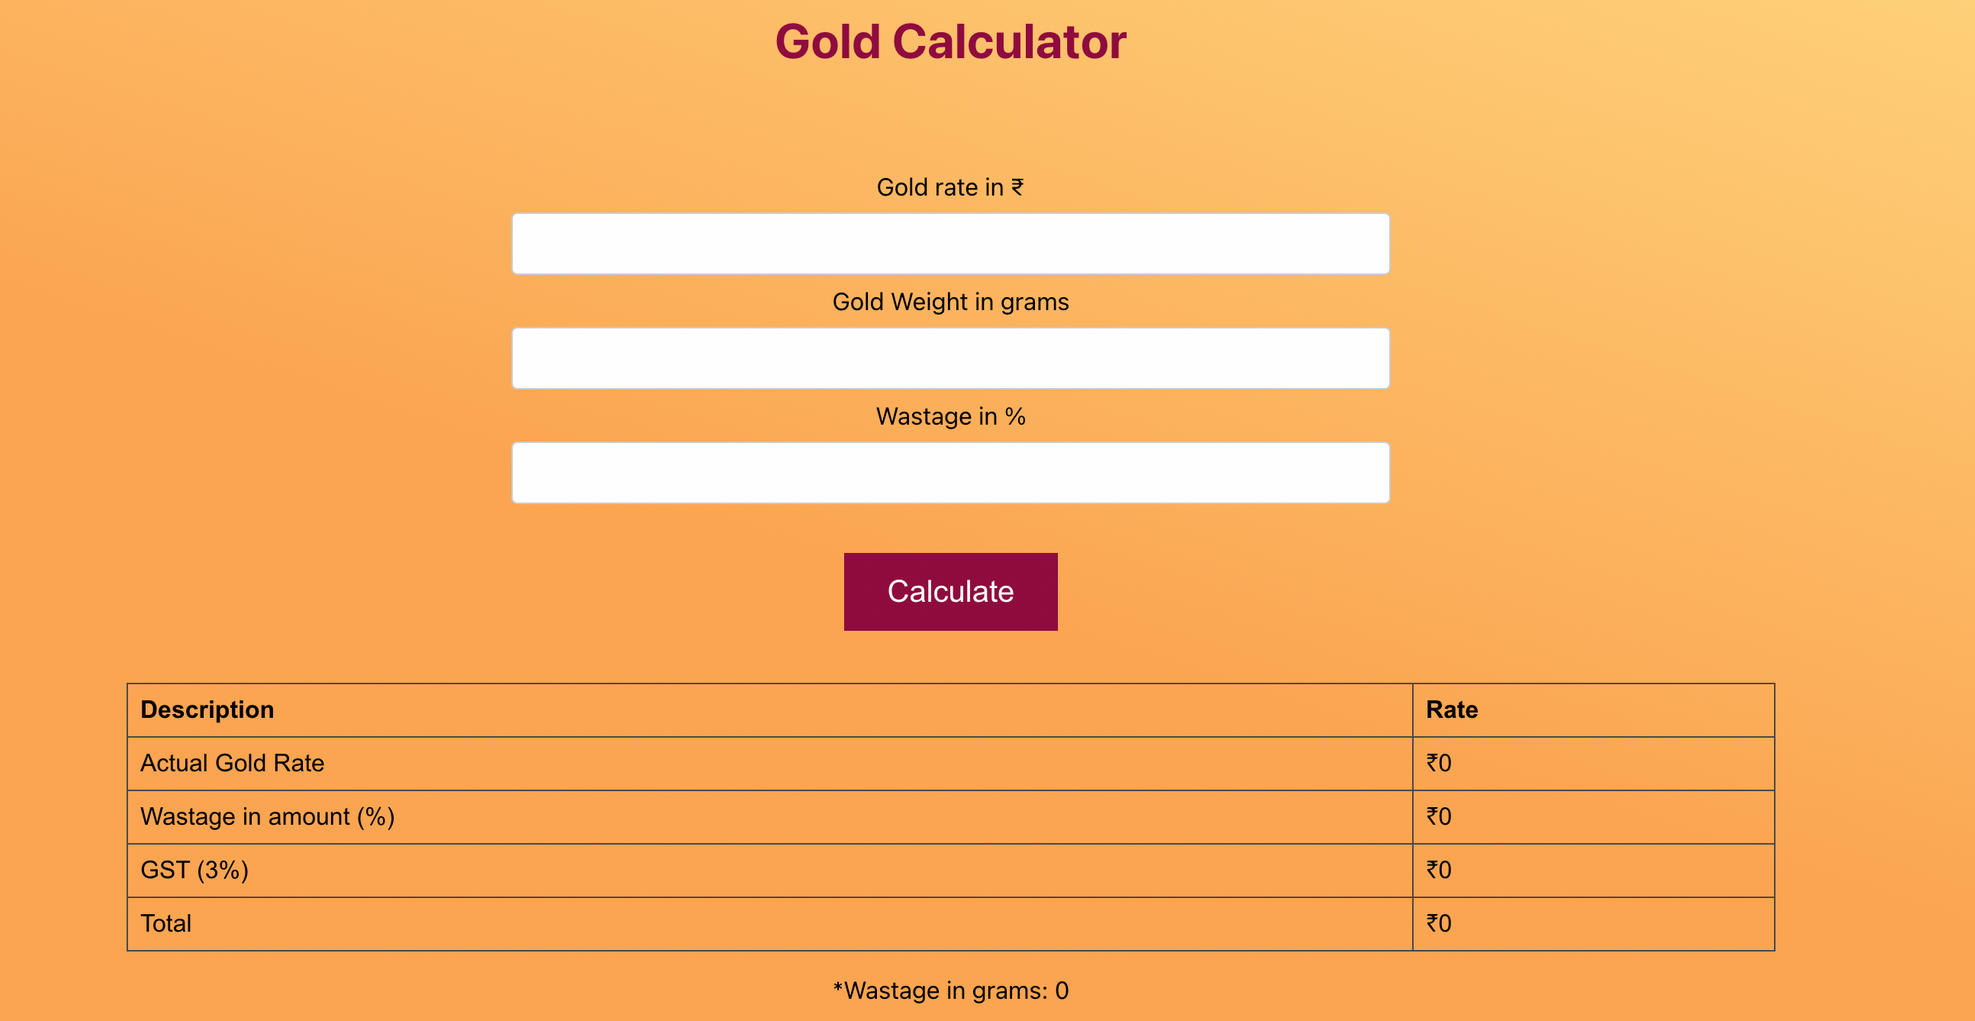 Gold Calculator
Gold rate in ₹
Gold Weight in grams
Wastage in %
Calculate
Description Rate
Actual Gold Rate ₹0
Wastage in amount (%) ₹0
GST (3%) ₹0
Total ₹0
*Wastage in grams: 0